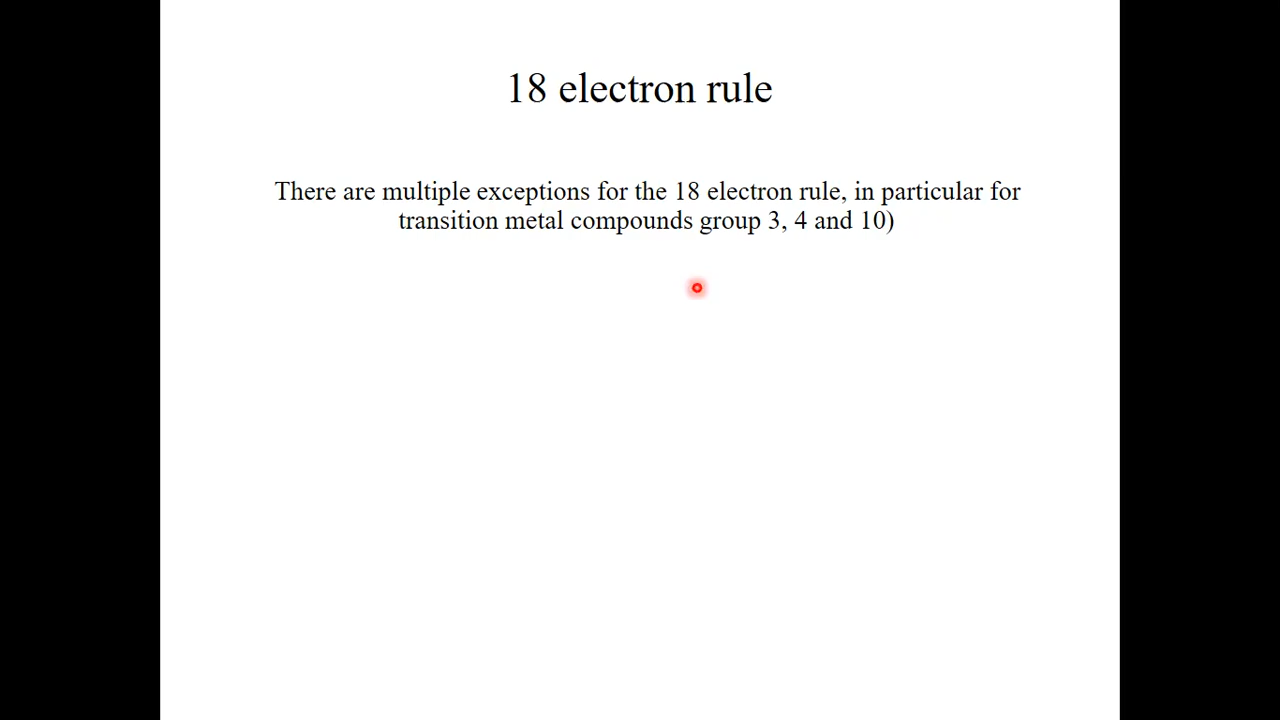 18 electron rule
There are multiple exceptions for the 18 electron rule, in particular for
transition metal compounds group 3, 4 and 10)